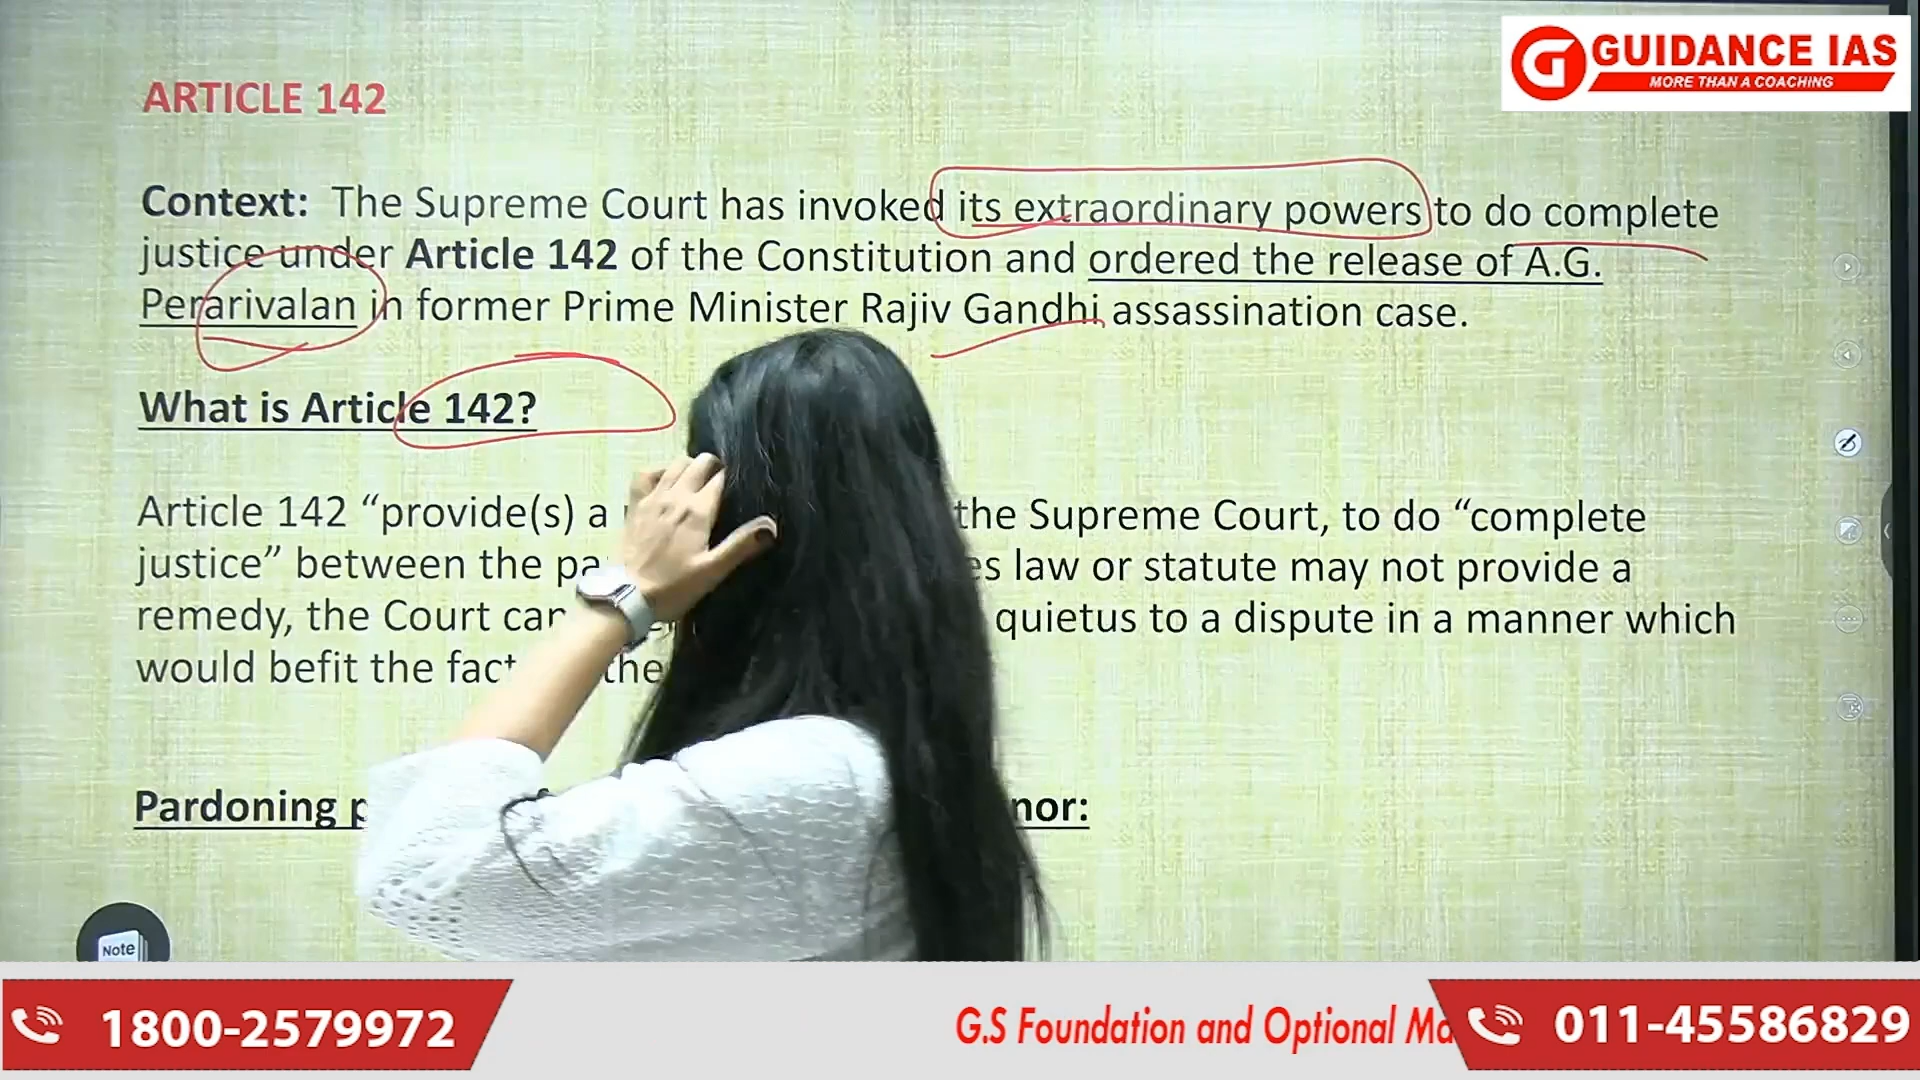 GUIDANCE IAS
MORE THAN A COACHING
ARTICLE 142
Context: The Supreme Court has invoked its extraordinary powers to do complete
justice under Article 142 of the Constitution and ordered the release of A.G.
Perarivalan in former Prime Minister Rajiv Gandhi assassination case.
What is Article 142?
Article 142 “provide(s) a the Supreme Court, to do “complete
justice” between the law or statute may not provide a
remedy, the Court can quietus to a dispute in a manner which
would befit the the
Pardoning
Note
1800-2579972
G.S Foundation and Optional
011-45586829